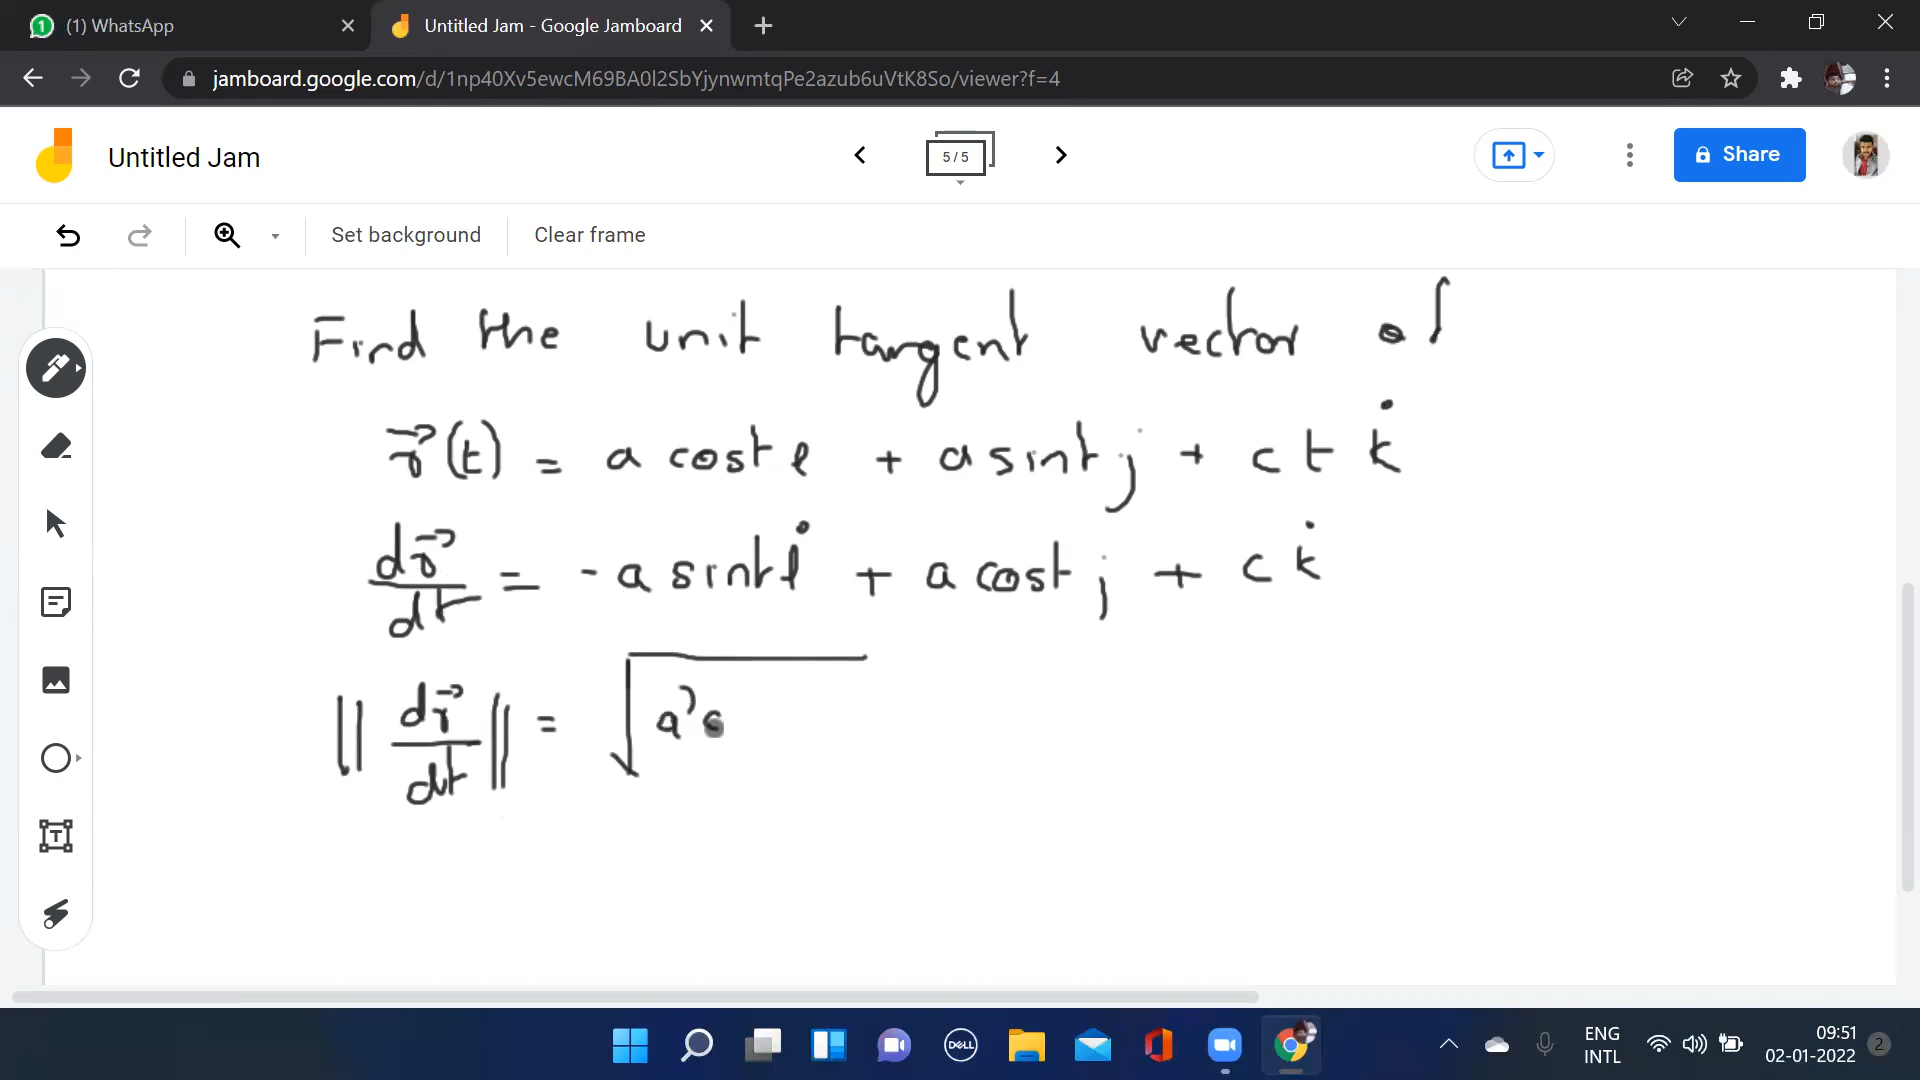 (1) WhatsApp
Untitled Jam - Google Jamboard
jamboard.google.com/d/1np40Xv5ewcM69BA0l2SbYjynwmtqPe2azub6uVtK8So/viewer?f=4
Untitled Jam
5 / 5
Share
Set background
Clear frame
Find the unit tangent vector of
r⃗(t) = a cost i + a sint j + c t k
dr⃗/dt = - a sint i + a cost j + c k
|| dr⃗/dt || = √a²s
DELL
ENG
INTL
09:51
02-01-2022
2